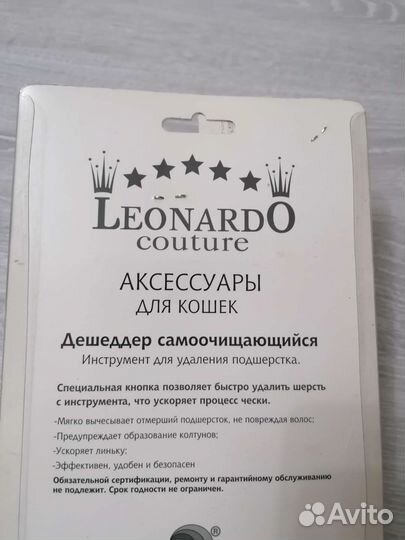 LEONARDO
couture
АКСЕССУАРЫ
ДЛЯ КОШЕК
Дешеддер самоочищающийся
Инструмент для удаления подшерстка.
Специальная кнопка позволяет быстро удалить шерсть
с инструмента, что ускоряет процесс чески.
-Мягко вычесывает отмерший подшерсток, не повреждая волос;
-Предупреждает образование колтунов;
-Ускоряет линьку;
-Эффективен, удобен и безопасен
Обязательной сертификации, ремонту и гарантийному обслуживанию
не подлежит. Срок годности не ограничен.
®
Avito